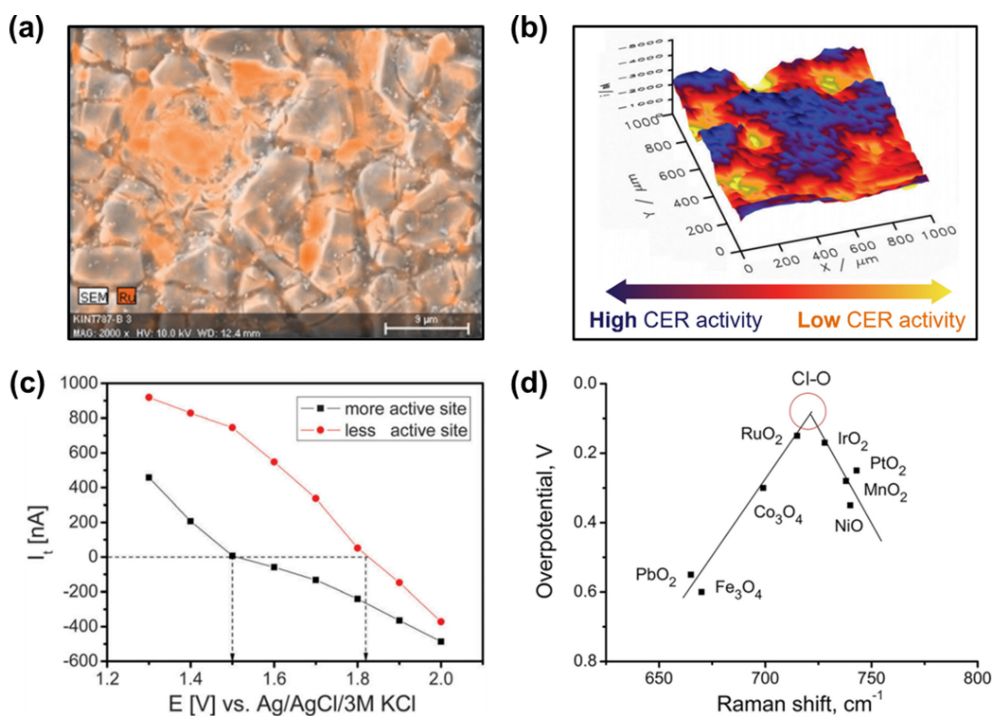 (a)
SEM Ru
KINT787-B 3
MAG: 2000 x HV: 10.0 kV WD: 12.4 mm
9 µm
(b)
5000
4000
3000
2000
1000
1000
800
600
400
200
0
Y / µm
0 200 400 600 800 1000
X / µm
High CER activity
Low CER activity
(c)
more active site
less active site
1000
800
600
400
200
0
-200
-400
-600
I_t [nA]
1.2 1.4 1.6 1.8 2.0
E [V] vs. Ag/AgCl/3M KCl
(d)
Cl-O
RuO₂
IrO₂
PtO₂
MnO₂
Co₃O₄
NiO
PbO₂
Fe₃O₄
0.0
0.2
0.4
0.6
0.8
Overpotential, V
650 700 750 800
Raman shift, cm⁻¹